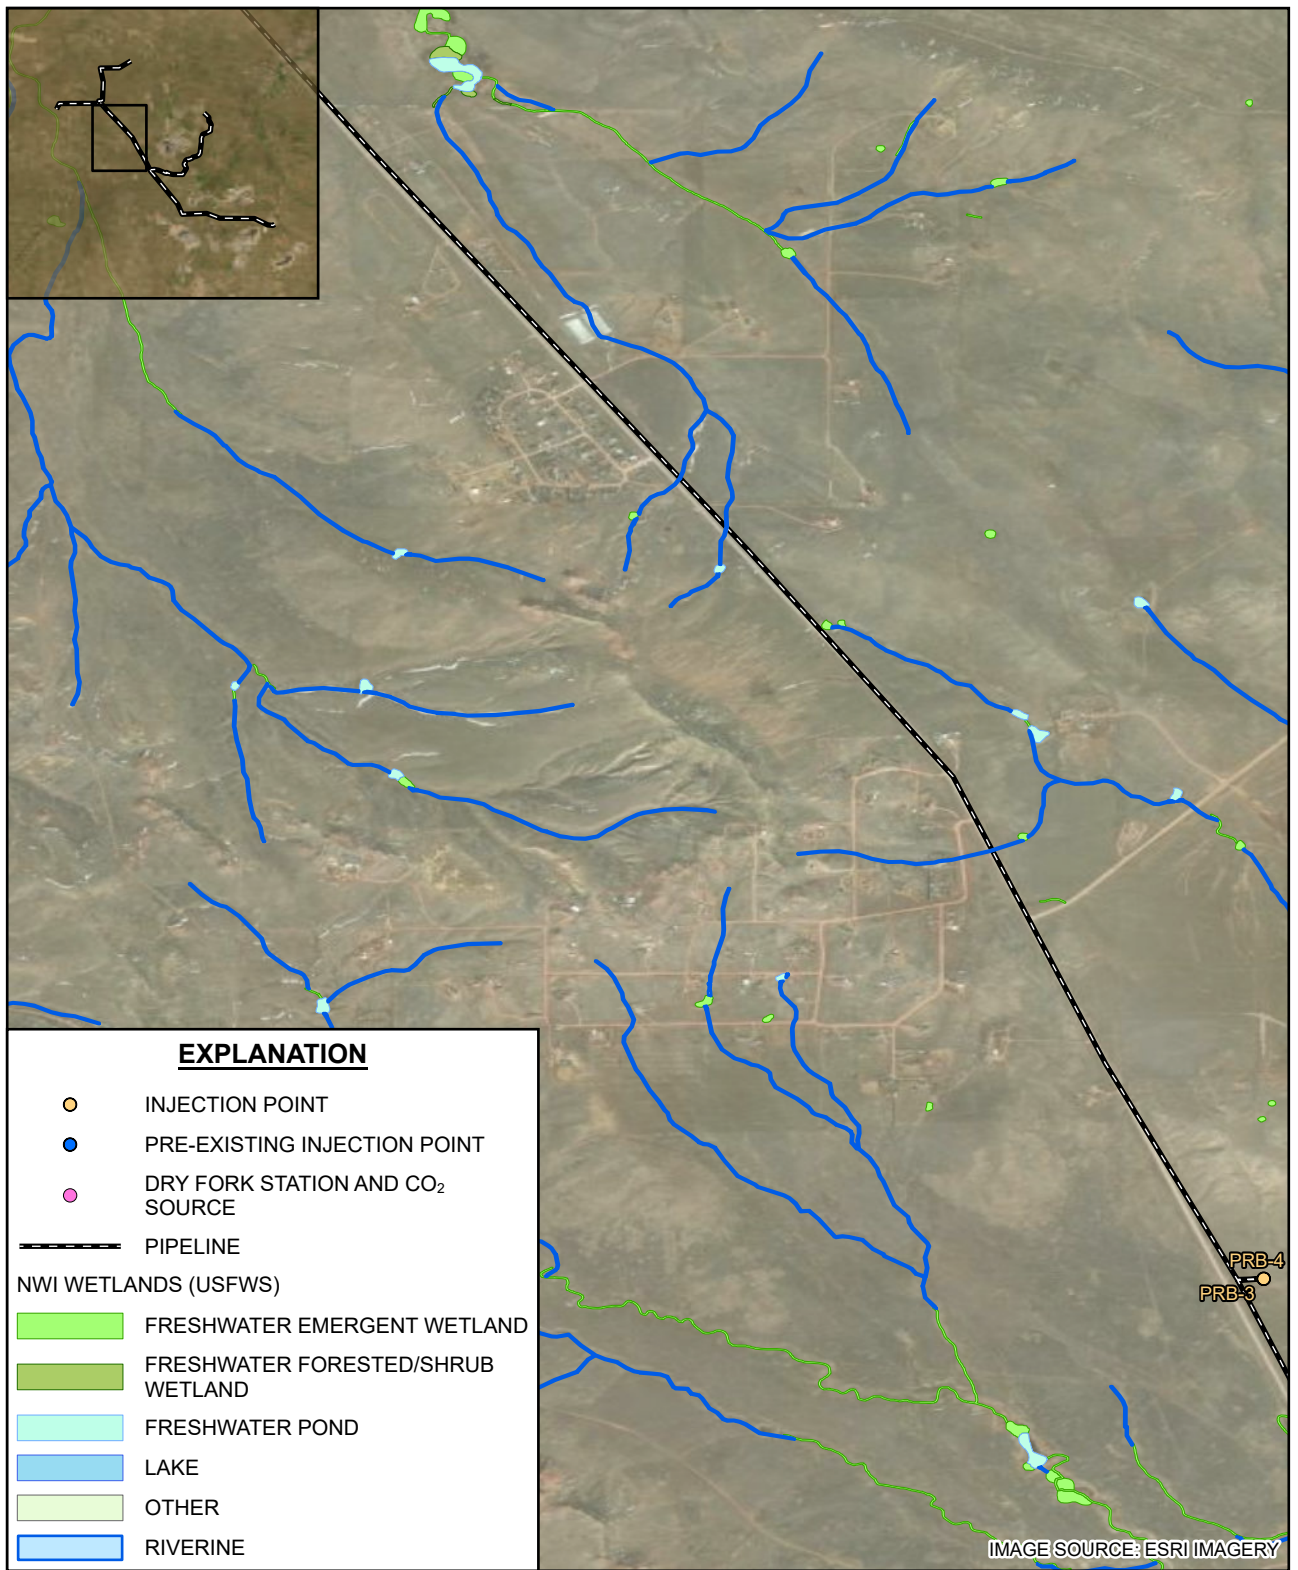 PRB-4
PRB-3
EXPLANATION
INJECTION POINT
PRE-EXISTING INJECTION POINT
DRY FORK STATION AND CO₂
SOURCE
PIPELINE
NWI WETLANDS (USFWS)
FRESHWATER EMERGENT WETLAND
FRESHWATER FORESTED/SHRUB
WETLAND
FRESHWATER POND
LAKE
OTHER
RIVERINE
IMAGE SOURCE: ESRI IMAGERY